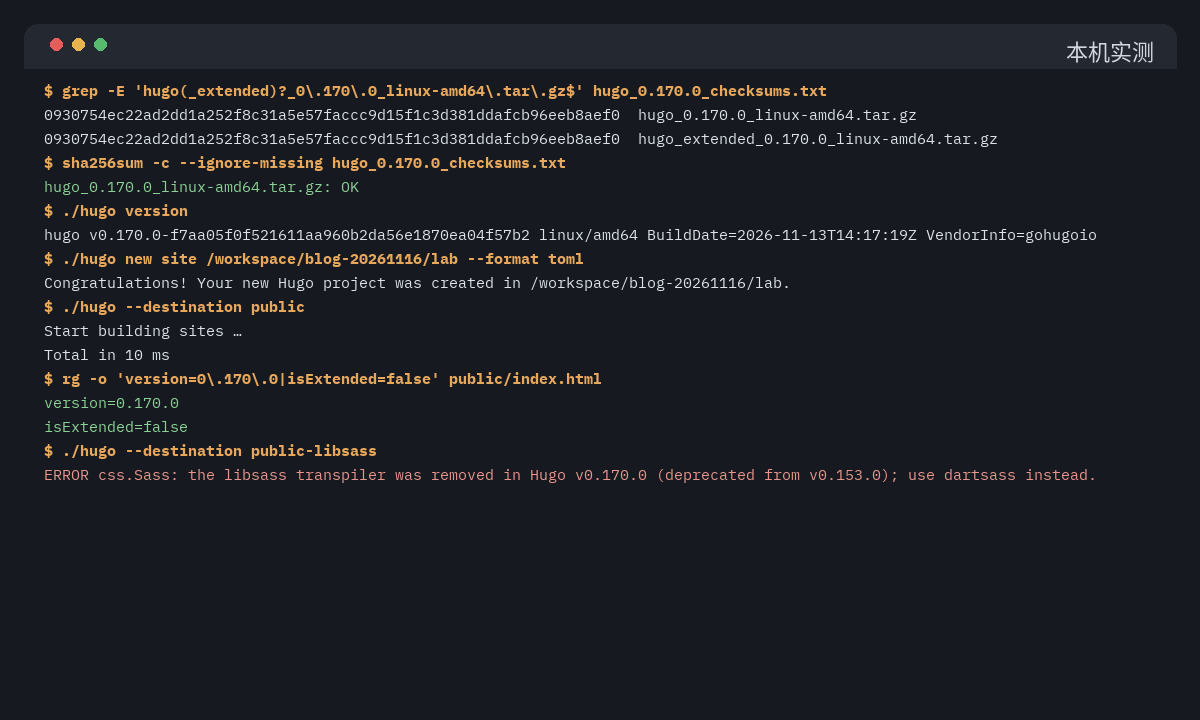 本机实测
$ grep -E 'hugo(_extended)?_0\.170\.0_linux-amd64\.tar\.gz$' hugo_0.170.0_checksums.txt
0930754ec22ad2dd1a252f8c31a5e57faccc9d15f1c3d381ddafcb96eeb8aef0  hugo_0.170.0_linux-amd64.tar.gz
0930754ec22ad2dd1a252f8c31a5e57faccc9d15f1c3d381ddafcb96eeb8aef0  hugo_extended_0.170.0_linux-amd64.tar.gz
$ sha256sum -c --ignore-missing hugo_0.170.0_checksums.txt
hugo_0.170.0_linux-amd64.tar.gz: OK
$ ./hugo version
hugo v0.170.0-f7aa05f0f521611aa960b2da56e1870ea04f57b2 linux/amd64 BuildDate=2026-11-13T14:17:19Z VendorInfo=gohugoio
$ ./hugo new site /workspace/blog-20261116/lab --format toml
Congratulations! Your new Hugo project was created in /workspace/blog-20261116/lab.
$ ./hugo --destination public
Start building sites …
Total in 10 ms
$ rg -o 'version=0\.170\.0|isExtended=false' public/index.html
version=0.170.0
isExtended=false
$ ./hugo --destination public-libsass
ERROR css.Sass: the libsass transpiler was removed in Hugo v0.170.0 (deprecated from v0.153.0); use dartsass instead.